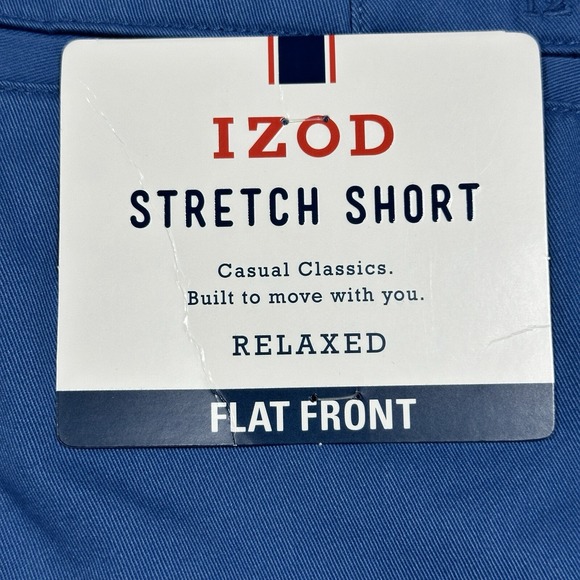 IZOD
STRETCH SHORT
Casual Classics.
Built to move with you.
RELAXED
FLAT FRONT